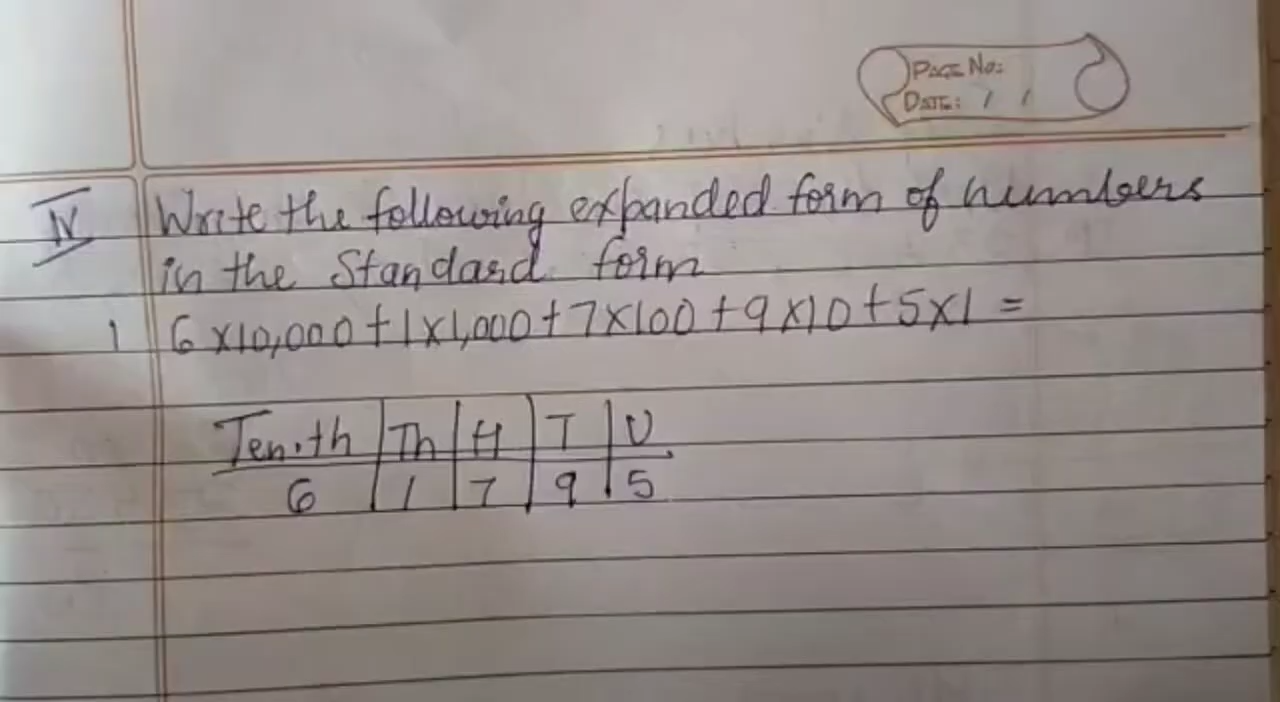 PAGE NO:
DATE: / /
IV Write the following expanded form of numbers
in the Standard form
1 6×10,000+1×1,000+7×100+9×10+5×1=
Ten.th Th H T U
6 1 7 9 5